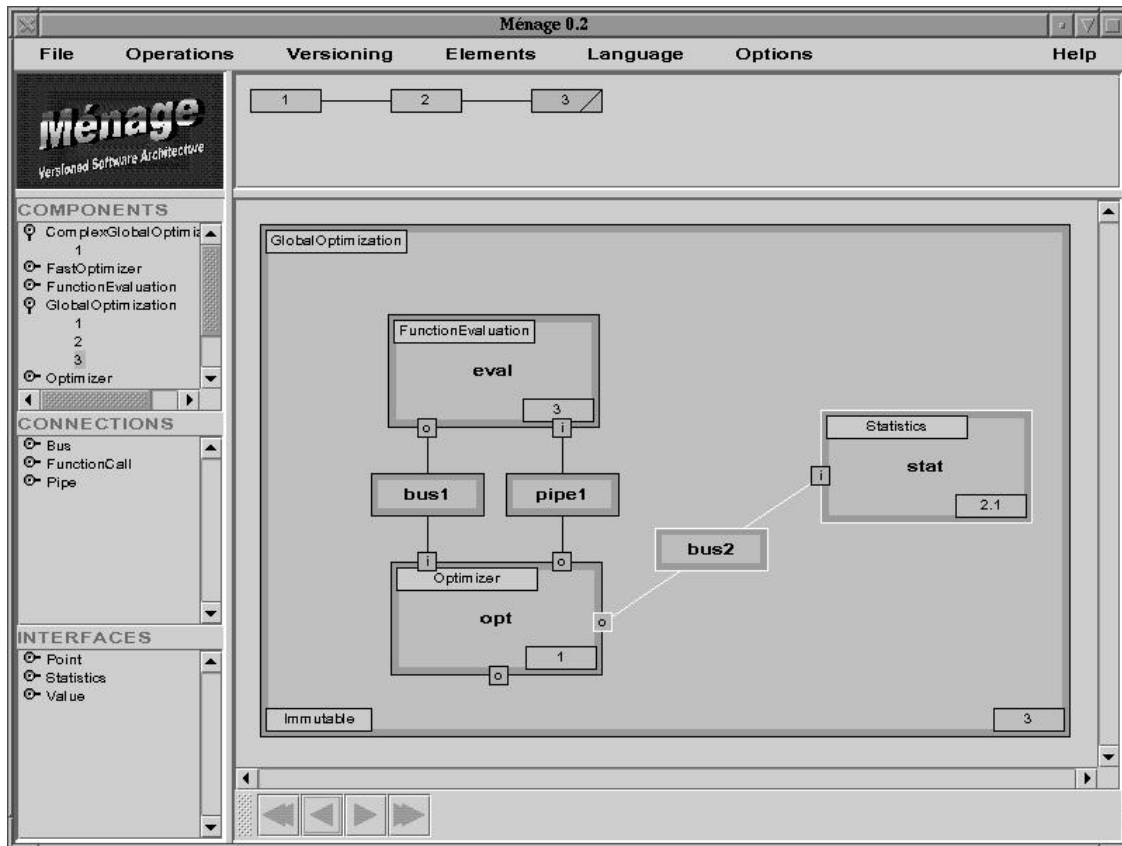 Ménage 0.2
File Operations Versioning Elements Language Options Help
Ménage
Versioned Software Architecture
1 2 3
COMPONENTS
ComplexGlobalOptimiz
1
FastOptimizer
FunctionEvaluation
GlobalOptimization
1
2
3
Optimizer
CONNECTIONS
Bus
FunctionCall
Pipe
INTERFACES
Point
Statistics
Value
GlobalOptimization
FunctionEvaluation
eval
3
o i
Statistics
stat
i
2.1
bus1 pipe1
bus2
i o
Optimizer
opt
o
1
o
Immutable 3